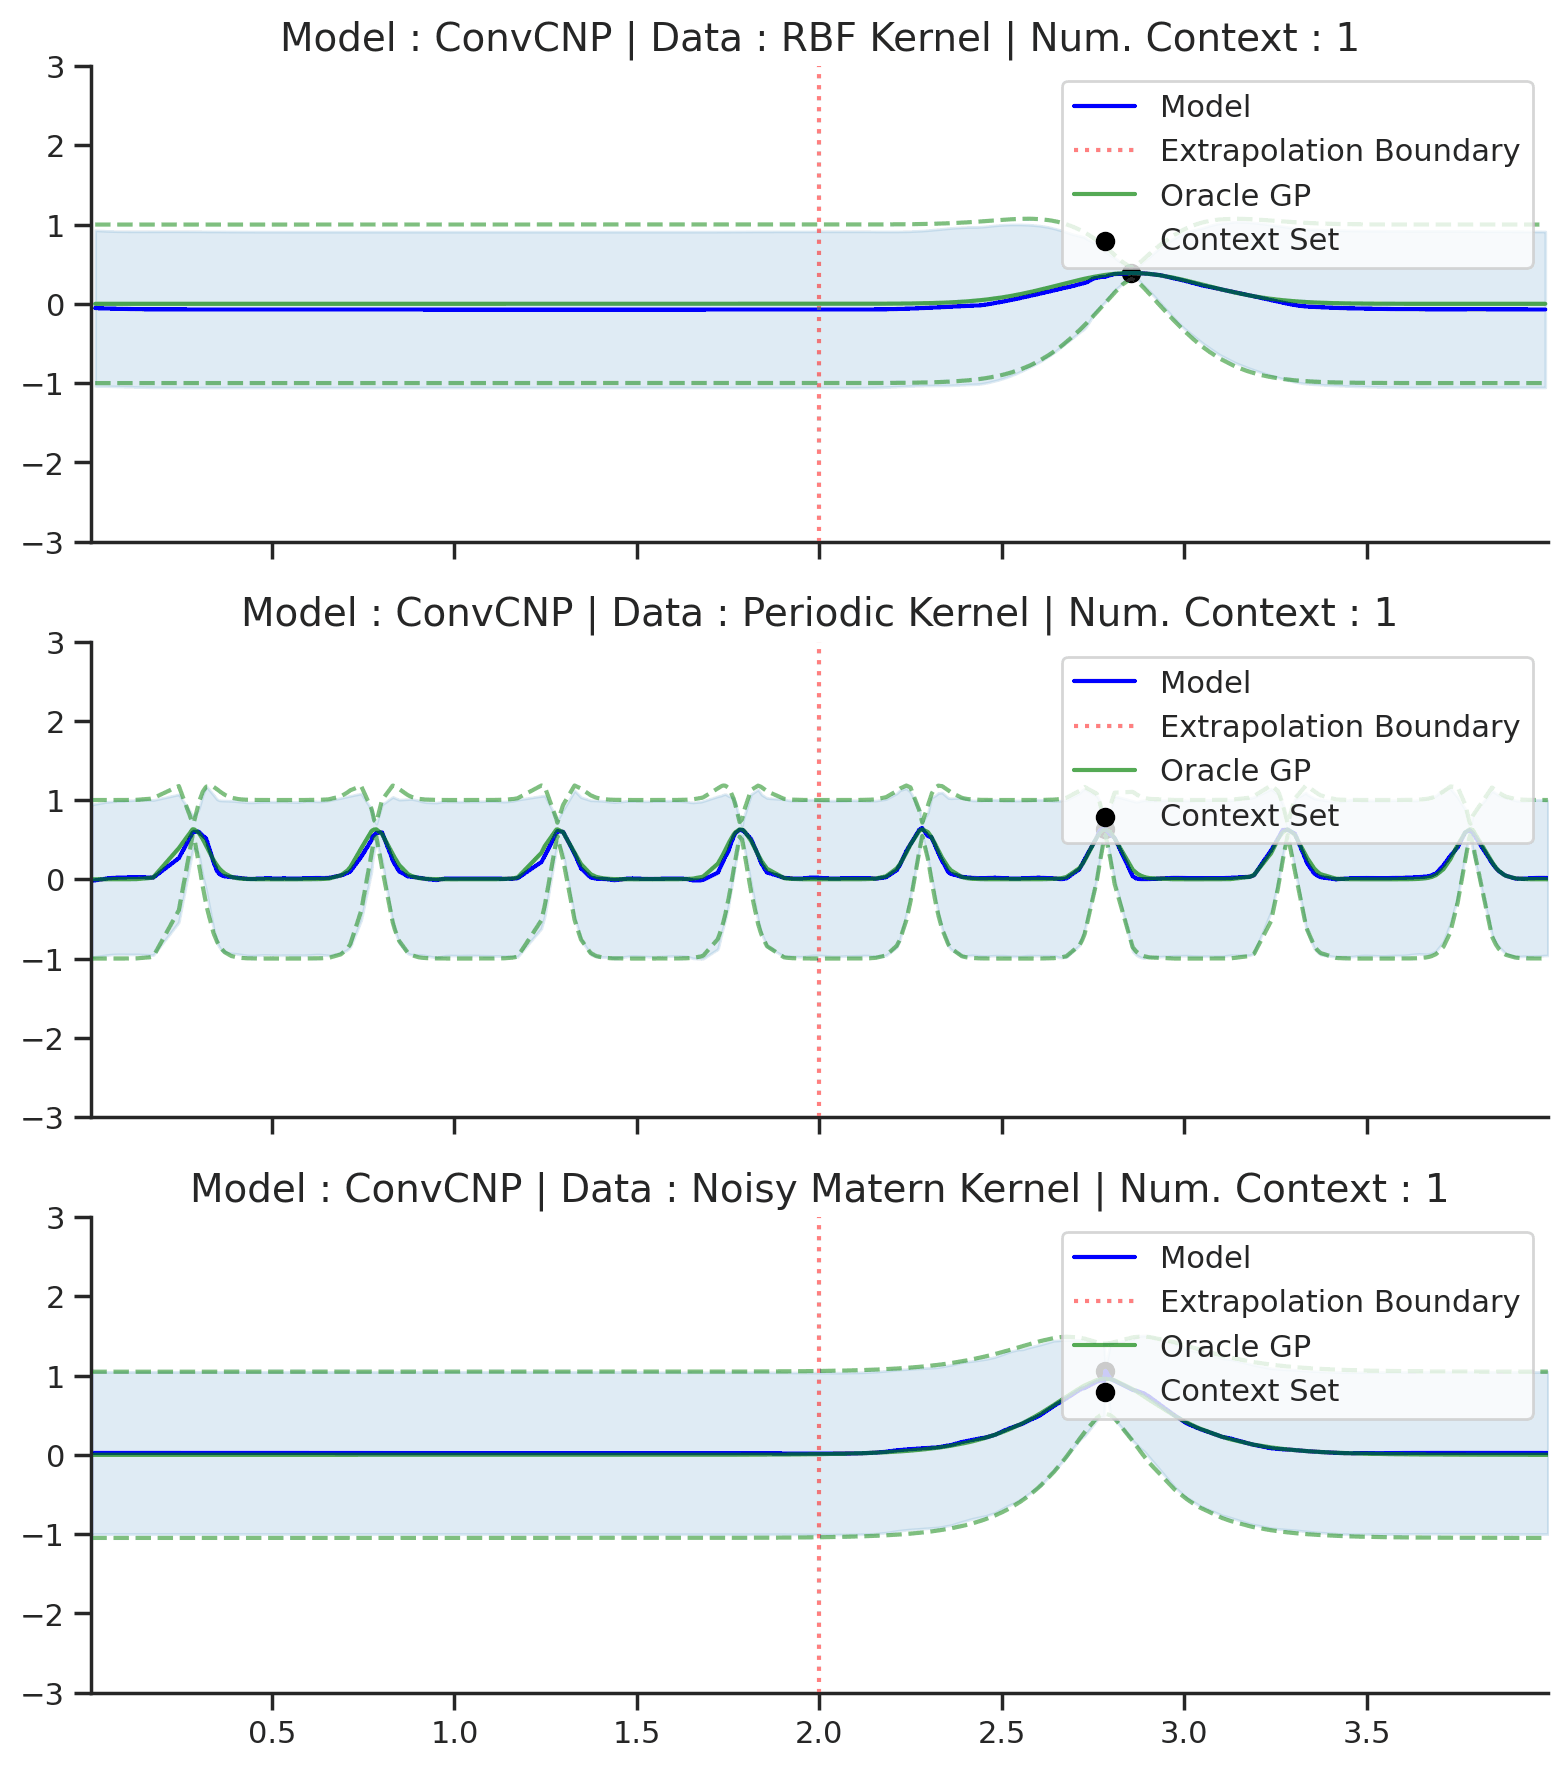 Model : ConvCNP | Data : RBF Kernel | Num. Context : 1
3
2
1
0
−1
−2
−3
Model
Extrapolation Boundary
Oracle GP
Context Set
Model : ConvCNP | Data : Periodic Kernel | Num. Context : 1
3
2
1
0
−1
−2
−3
Model
Extrapolation Boundary
Oracle GP
Context Set
Model : ConvCNP | Data : Noisy Matern Kernel | Num. Context : 1
3
2
1
0
−1
−2
−3
Model
Extrapolation Boundary
Oracle GP
Context Set
0.5 1.0 1.5 2.0 2.5 3.0 3.5